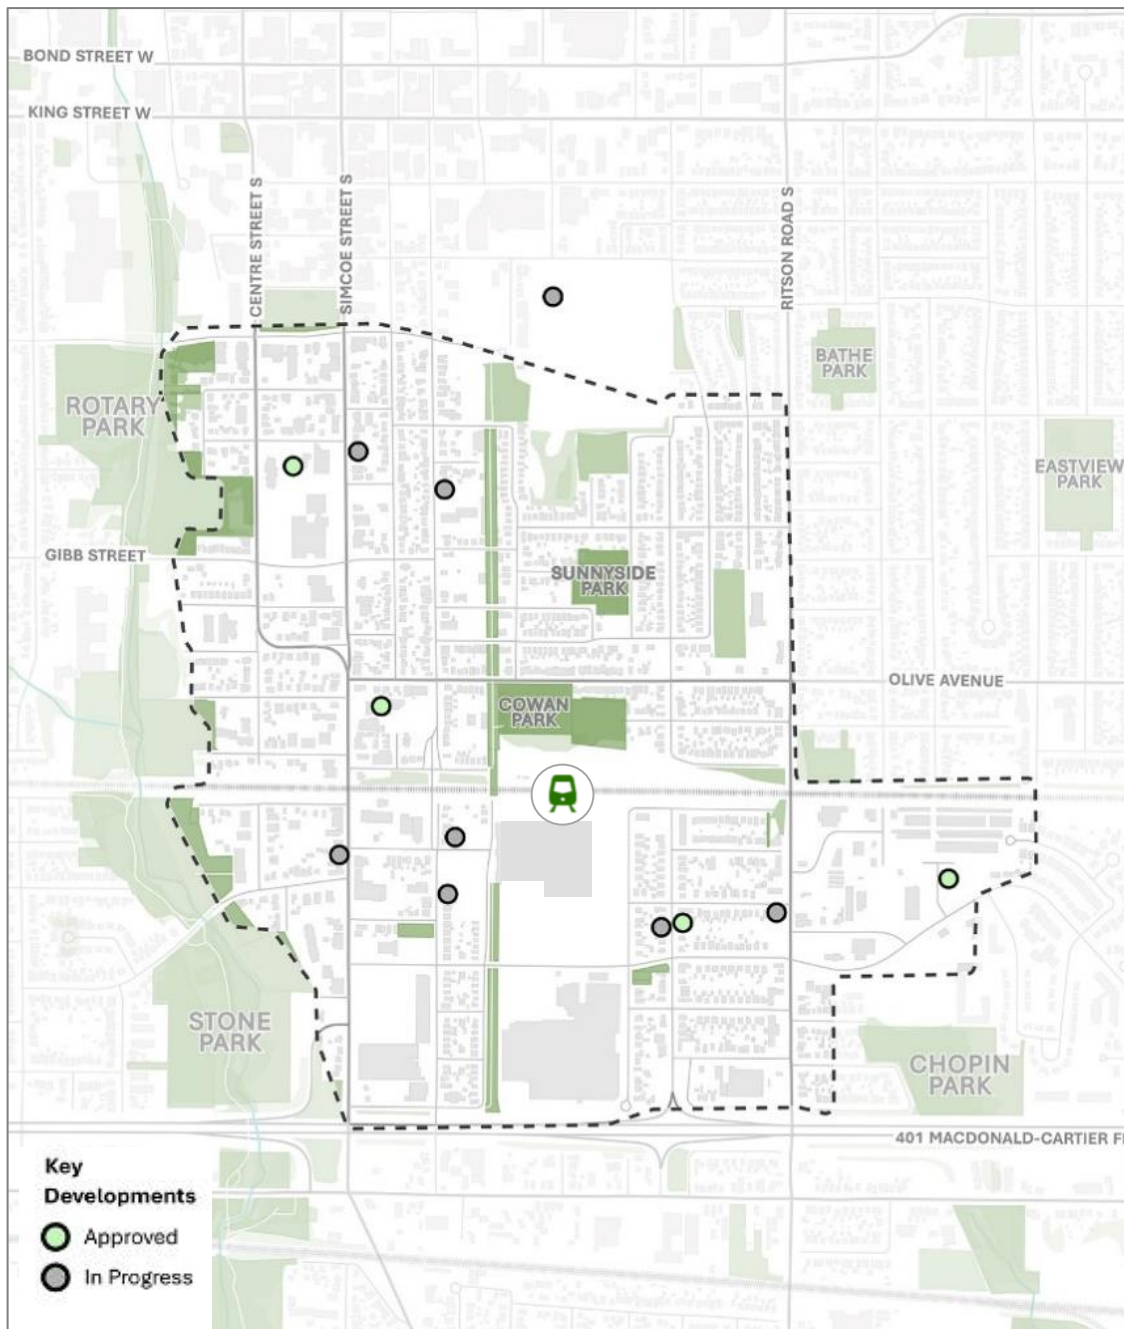 BOND STREET W
KING STREET W
CENTRE STREET S
SIMCOE STREET S
RITSON ROAD S
BATHE
PARK
ROTARY
PARK
EASTVIEW
PARK
GIBB STREET
SUNNYSIDE
PARK
OLIVE AVENUE
COWAN
PARK
STONE
PARK
CHOPIN
PARK
401 MACDONALD-CARTIER F
Key
Developments
Approved
In Progress